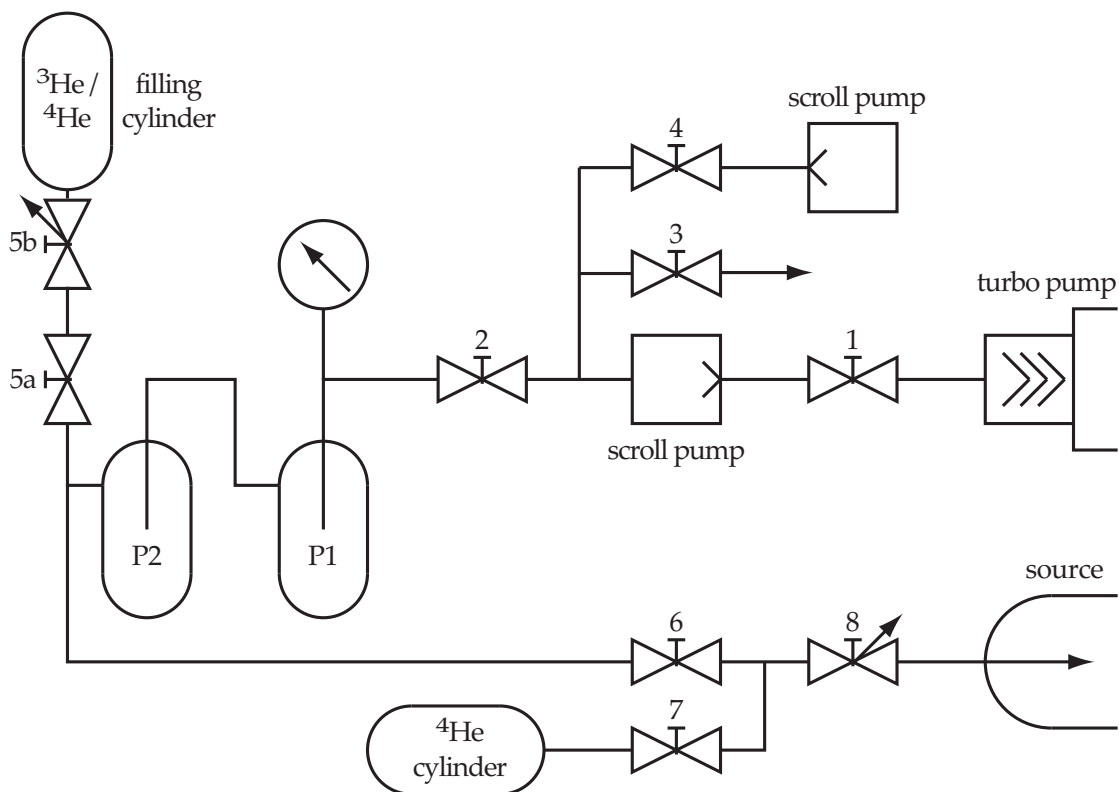 ³He /
⁴He
filling
cylinder
scroll pump
4
5b
3
turbo pump
2
1
5a
scroll pump
P2
P1
source
6
8
7
⁴He
cylinder